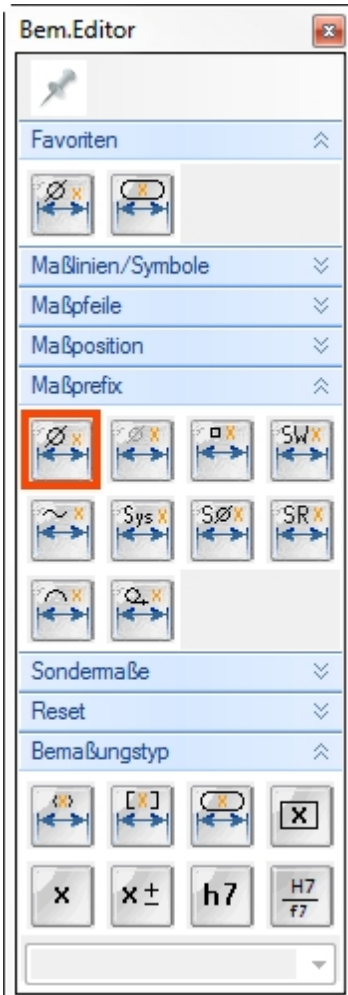 Bem.Editor
Favoriten
Ø x
x
Maßlinien/Symbole
Maßpfeile
Maßposition
Maßprefix
Ø x
Ø x
□ x
SW x
~ x
Sys x
SØ x
SR x
x
x
Sondermaße
Reset
Bemaßungstyp
<x>
[x]
x
x
x
x ±
h7
H7
f7